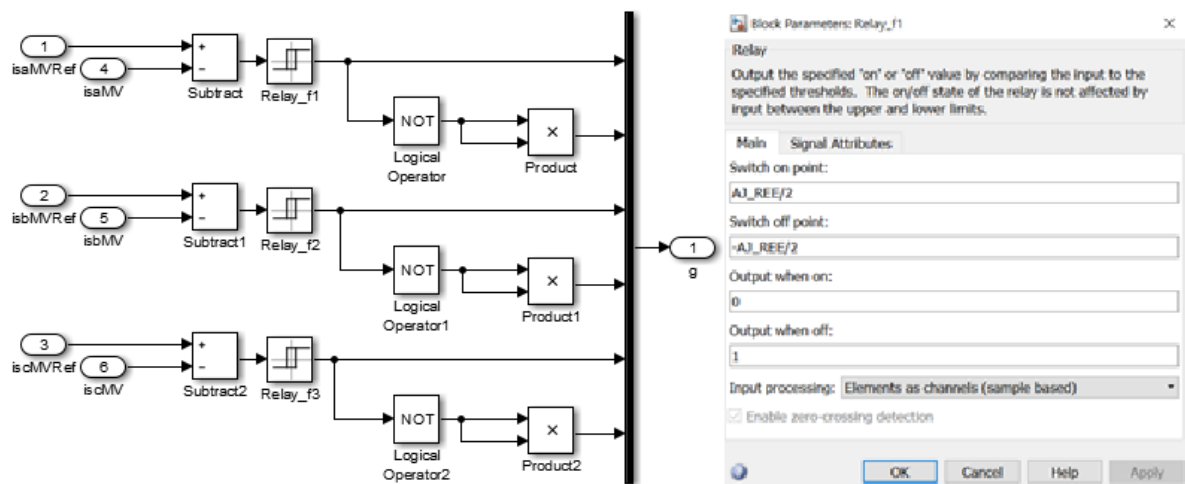 1
isaMVRef
4
isaMV
+
−
Subtract
Relay_f1
NOT
Logical
Operator
×
Product
2
isbMVRef
5
isbMV
+
−
Subtract1
Relay_f2
NOT
Logical
Operator1
×
Product1
3
iscMVRef
6
iscMV
+
−
Subtract2
Relay_f3
NOT
Logical
Operator2
×
Product2
1
g
Block Parameters: Relay_f1
Relay
Output the specified "on" or "off" value by comparing the input to the
specified thresholds. The on/off state of the relay is not affected by
input between the upper and lower limits.
Main Signal Attributes
Switch on point:
AJ_REE/2
Switch off point:
-AJ_REE/2
Output when on:
0
Output when off:
1
Input processing: Elements as channels (sample based)
Enable zero-crossing detection
OK Cancel Help Apply